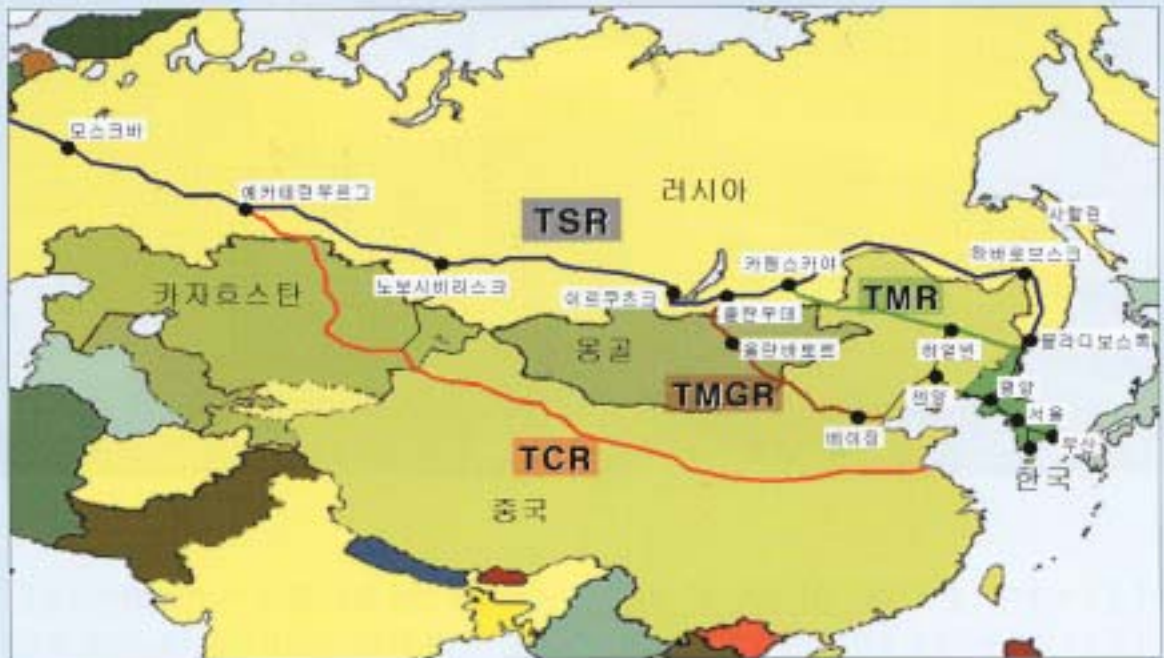 모스크바
예카테린부르그
러시아
TSR
사할린
하바로브스크
카림스카야
노보시비리스크
이르쿠츠크
울란우데
TMR
카자흐스탄
몽골
울란바토르
하얼빈
블라디보스톡
TMGR
평양
서울
부산
베이징
TCR
한국
중국